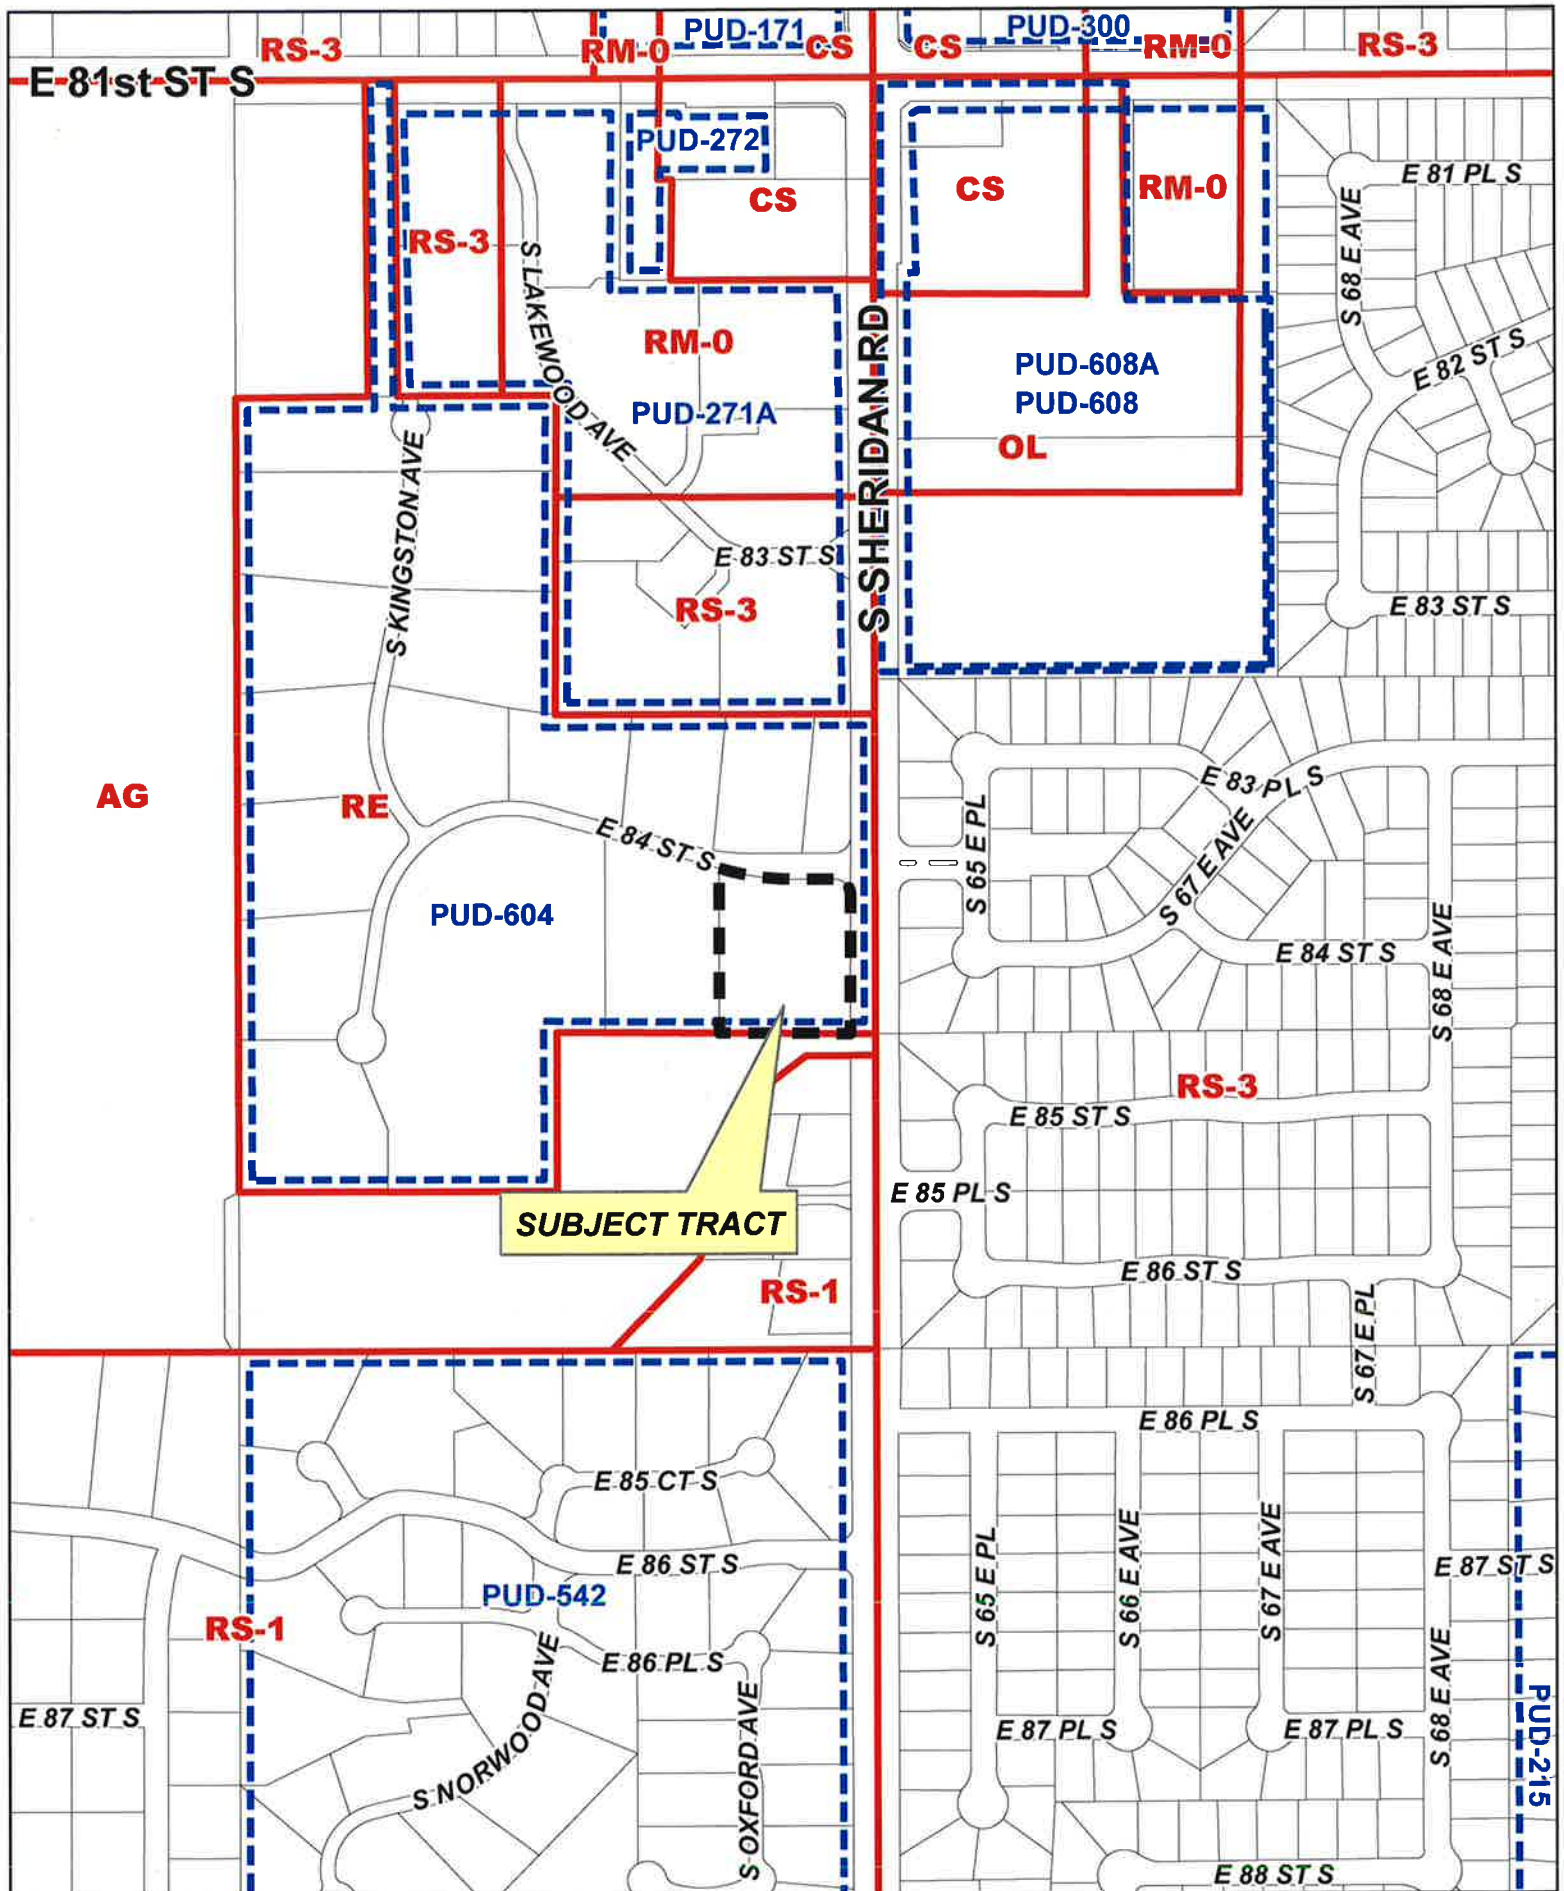 PUD-171
PUD-300
RS-3
RM-0
CS
CS
RM-0
RS-3
E 81st ST S
PUD-272
CS
CS
RM-0
E 81 PL S
S 68 E AVE
RS-3
S LAKEWOOD AVE
RM-0
PUD-271A
S SHERIDAN RD
PUD-608A
PUD-608
OL
E 82 ST S
S KINGSTON AVE
E 83 ST S
RS-3
E 83 ST S
AG
RE
E 84 ST S
PUD-604
S 65 E PL
E 83 PL S
S 67 E AVE
E 84 ST S
S 68 E AVE
RS-3
E 85 ST S
E 85 PL S
SUBJECT TRACT
RS-1
E 86 ST S
S 67 E PL
E 86 PL S
E 85 CT S
E 86 ST S
PUD-542
RS-1
E 86 PL S
S NORWOOD AVE
S OXFORD AVE
E 87 ST S
S 65 E PL
S 66 E AVE
S 67 E AVE
E 87 ST S
S 68 E AVE
E 87 PL S
E 87 PL S
PUD-215
E 88 ST S